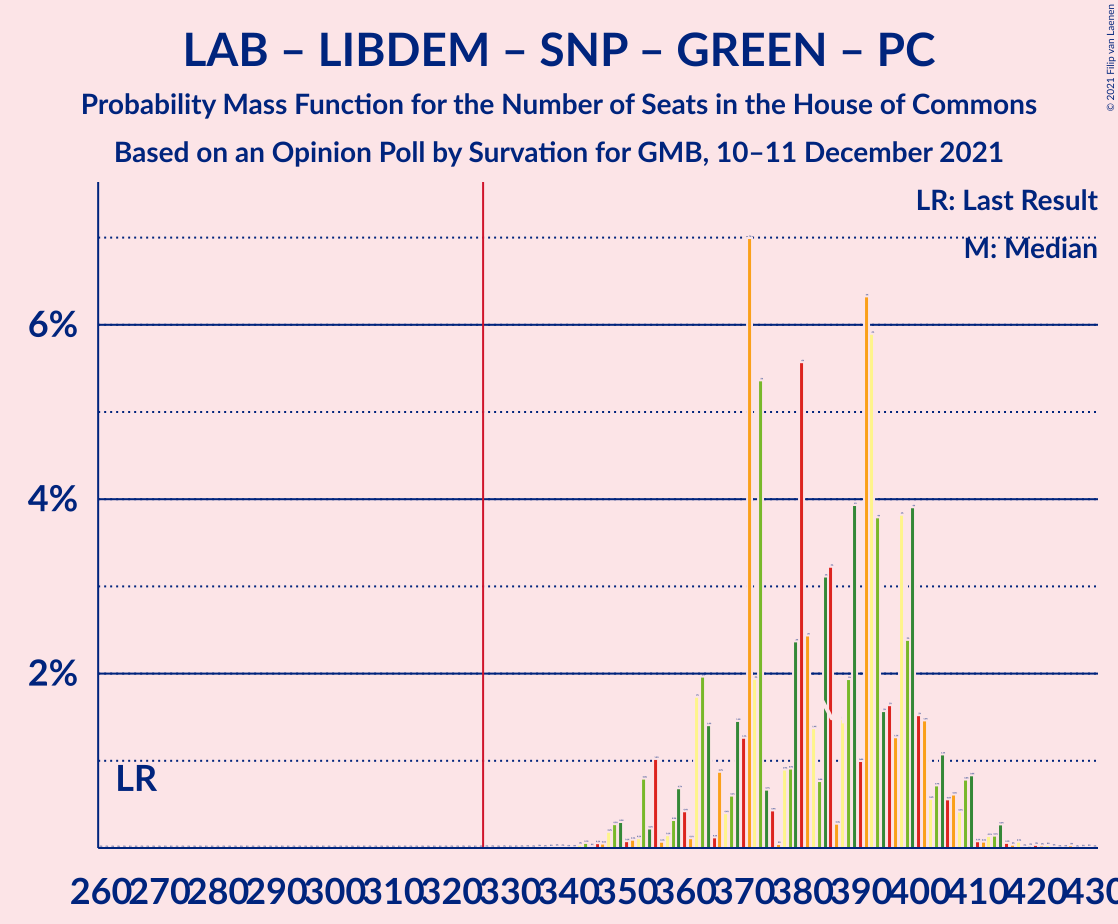 LAB – LIBDEM – SNP – GREEN – PC
Probability Mass Function for the Number of Seats in the House of Commons
Based on an Opinion Poll by Survation for GMB, 10–11 December 2021
© 2021 Filip van Laenen
LR: Last Result
M: Median
6%
4%
2%
LR
260 270 280 290 300 310 320 330 340 350 360 370 380 390 400 410 420 430